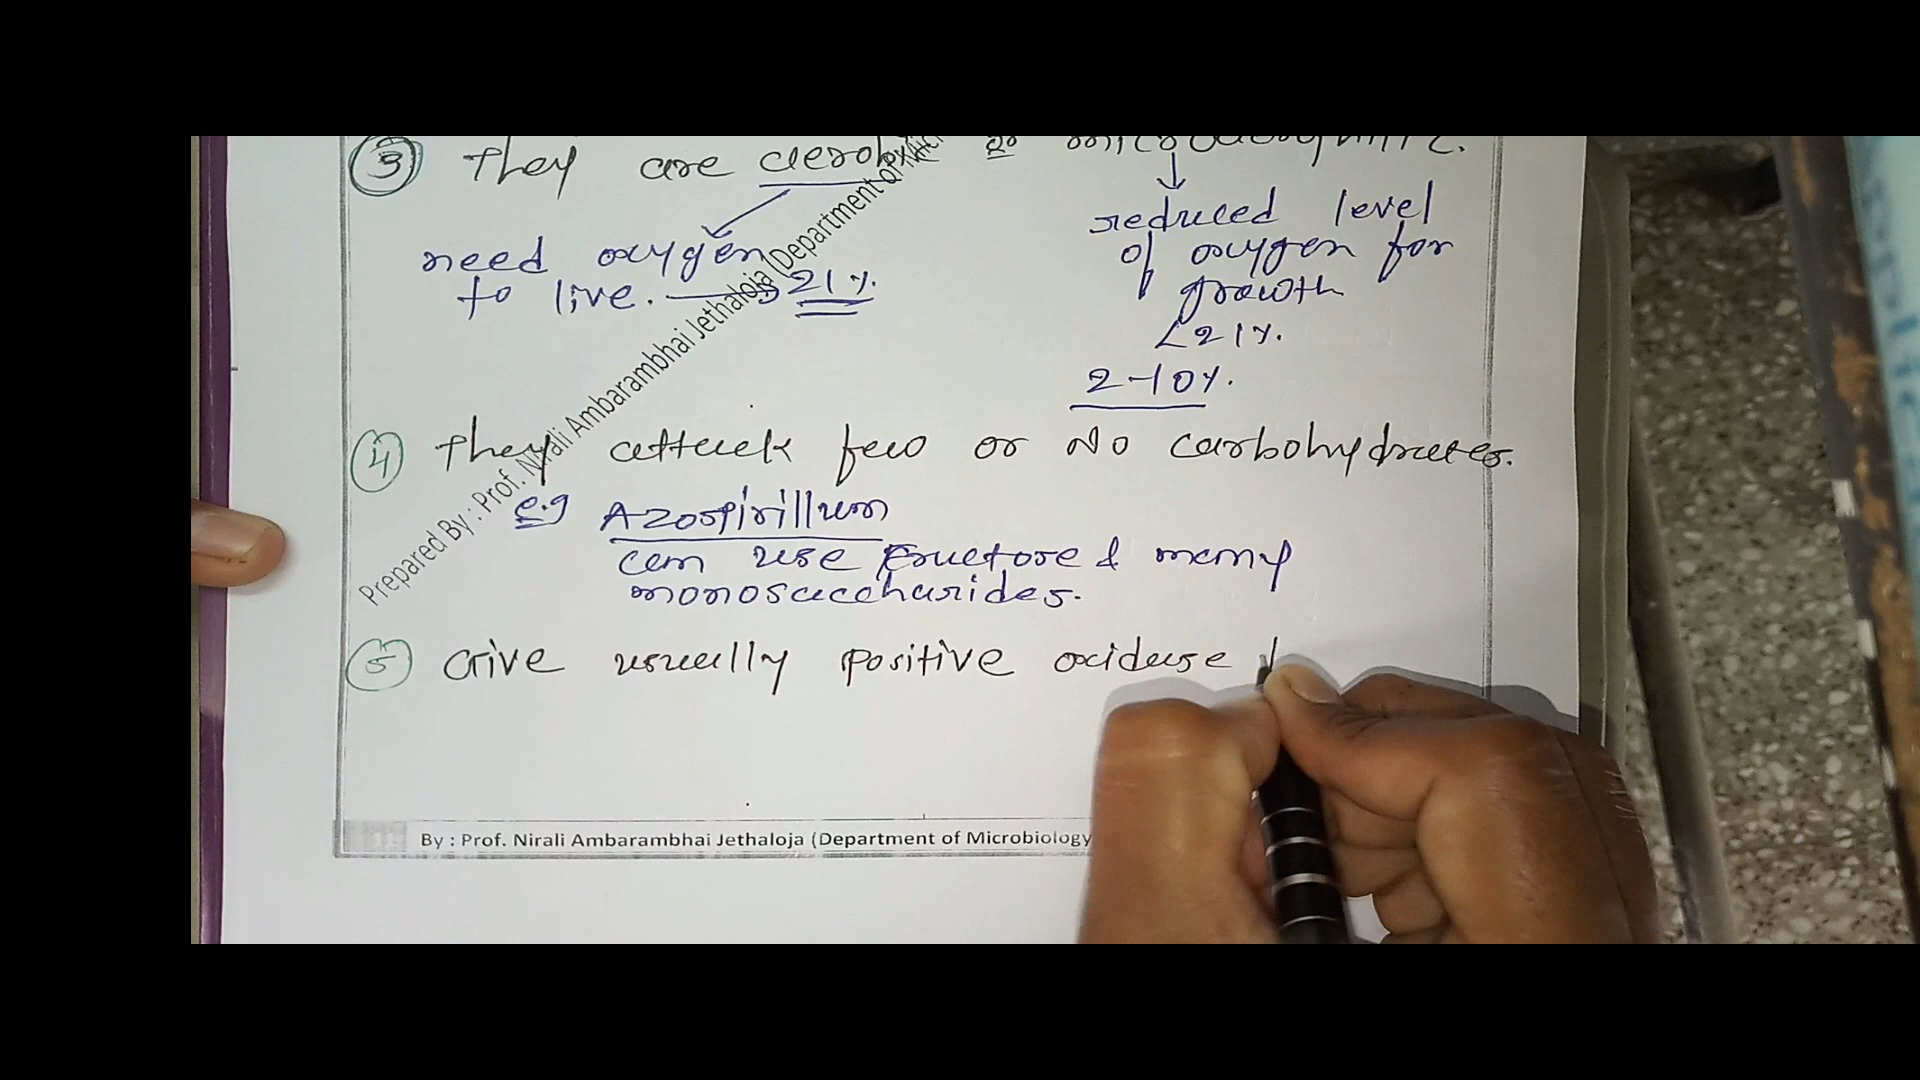 3 They are aerobic or microaerophilic.
need oxygen
to live. → 21%.
reduced level
of oxygen for
growth
<21%.
2-10%.
4 They attack few or No carbohydrates.
e.g Azospirillum
can use fructose & many
monosaccharides.
5 Give usually positive oxidase
Prepared By : Prof. Nirali Ambarambhai Jethaloja (Department of
By : Prof. Nirali Ambarambhai Jethaloja (Department of Microbiology